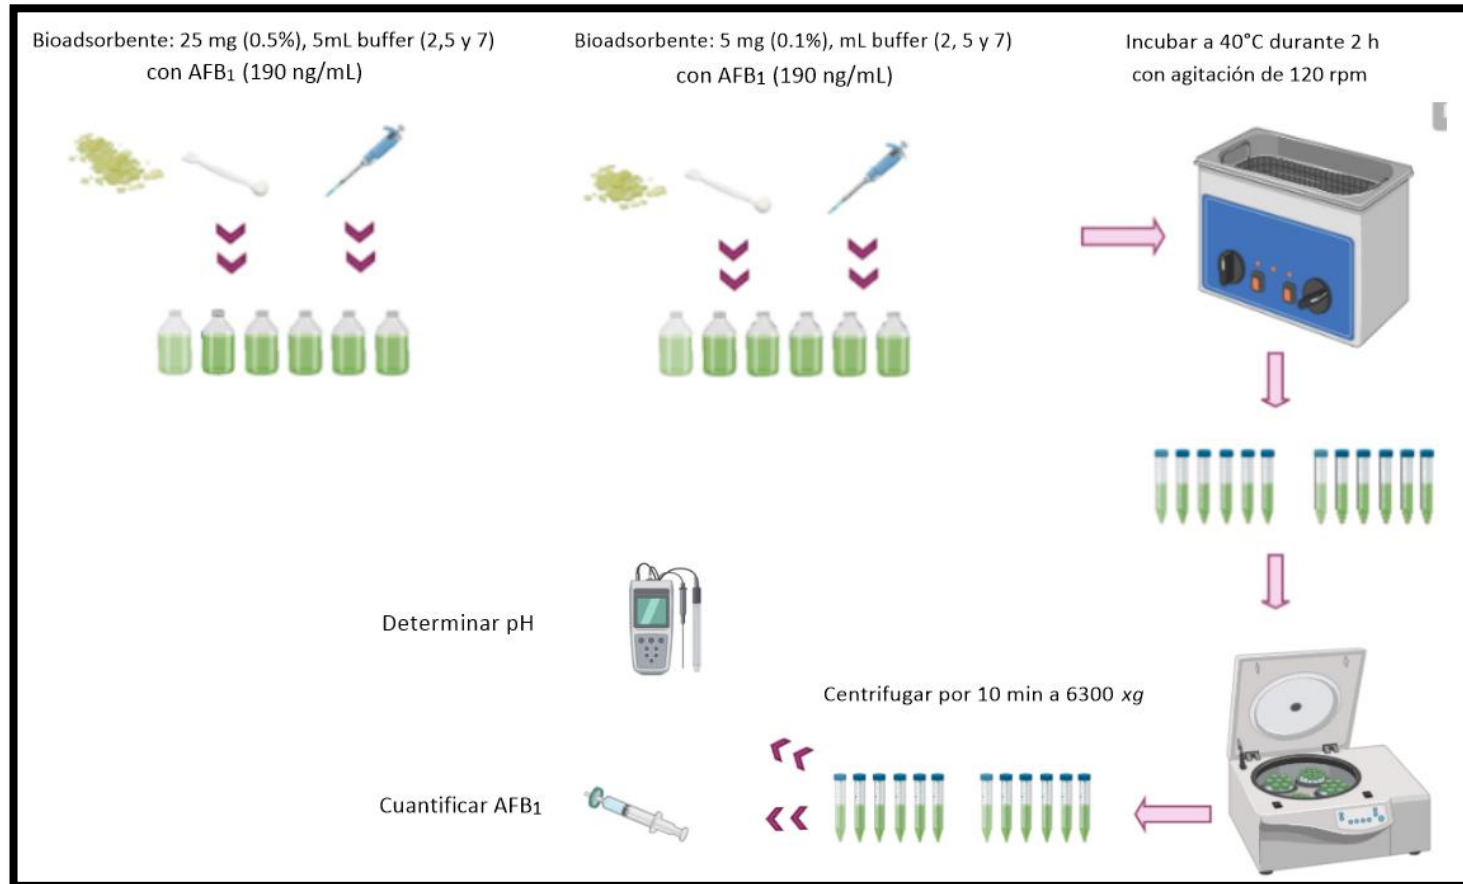 Bioadsorbente: 25 mg (0.5%), 5mL buffer (2,5 y 7)
con AFB₁ (190 ng/mL)
Bioadsorbente: 5 mg (0.1%), mL buffer (2, 5 y 7)
con AFB₁ (190 ng/mL)
Incubar a 40°C durante 2 h
con agitación de 120 rpm
Determinar pH
Centrifugar por 10 min a 6300 xg
Cuantificar AFB₁